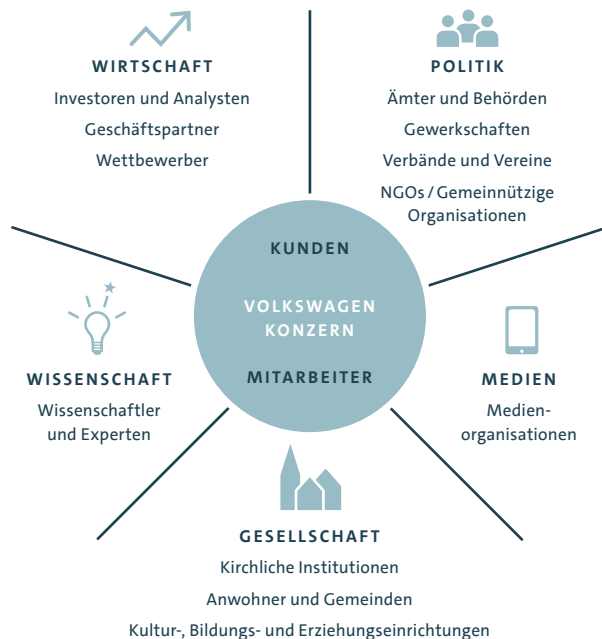 WIRTSCHAFT
Investoren und Analysten
Geschäftspartner
Wettbewerber
POLITIK
Ämter und Behörden
Gewerkschaften
Verbände und Vereine
NGOs / Gemeinnützige
Organisationen
KUNDEN
VOLKSWAGEN
KONZERN
MITARBEITER
WISSENSCHAFT
Wissenschaftler
und Experten
MEDIEN
Medien-
organisationen
GESELLSCHAFT
Kirchliche Institutionen
Anwohner und Gemeinden
Kultur-, Bildungs- und Erziehungseinrichtungen